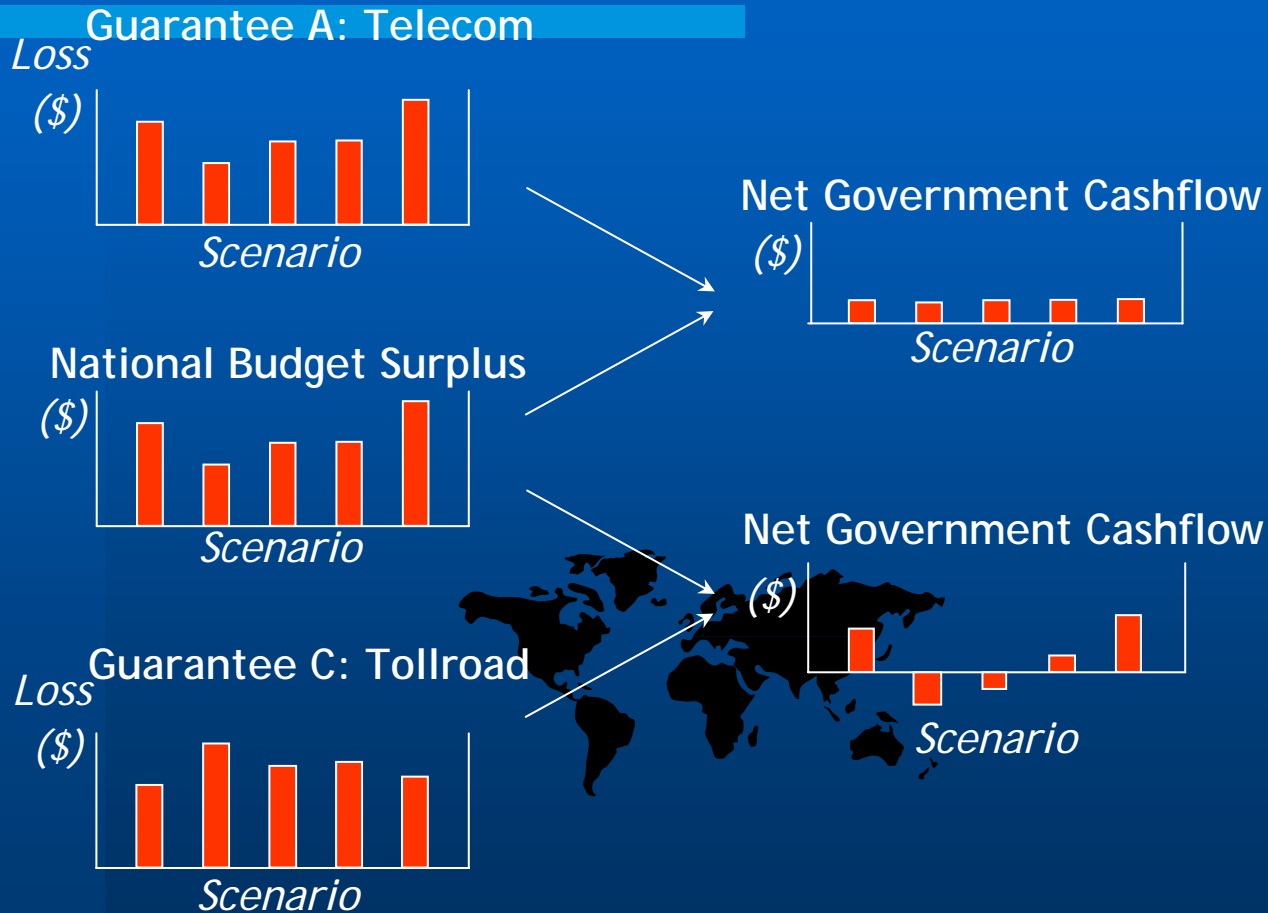 Guarantee A: Telecom
Loss
($)
Scenario
National Budget Surplus
($)
Scenario
Guarantee C: Tollroad
Loss
($)
Scenario
Net Government Cashflow
($)
Scenario
Net Government Cashflow
($)
Scenario